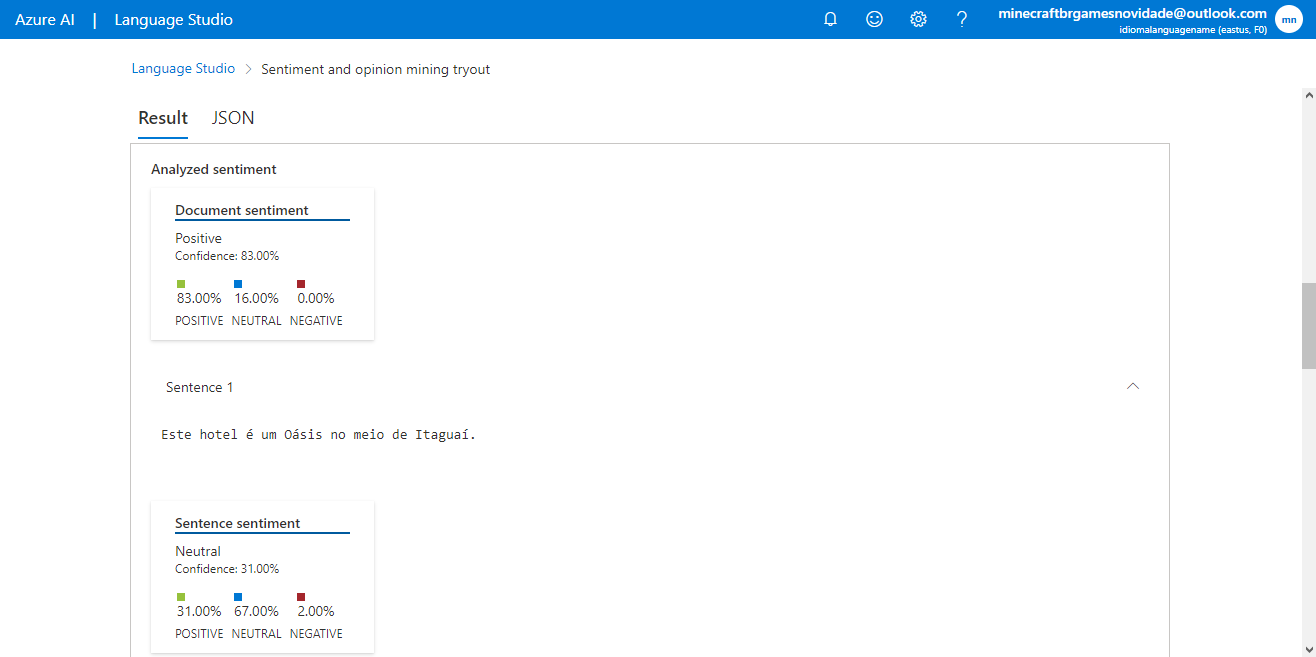 Azure AI | Language Studio
minecraftbrgamesnovidade@outlook.com
idiomalanguagename (eastus, F0)
mn
Language Studio > Sentiment and opinion mining tryout
Result JSON
Analyzed sentiment
Document sentiment
Positive
Confidence: 83.00%
83.00% 16.00% 0.00%
POSITIVE NEUTRAL NEGATIVE
Sentence 1
Este hotel é um Oásis no meio de Itaguaí.
Sentence sentiment
Neutral
Confidence: 31.00%
31.00% 67.00% 2.00%
POSITIVE NEUTRAL NEGATIVE